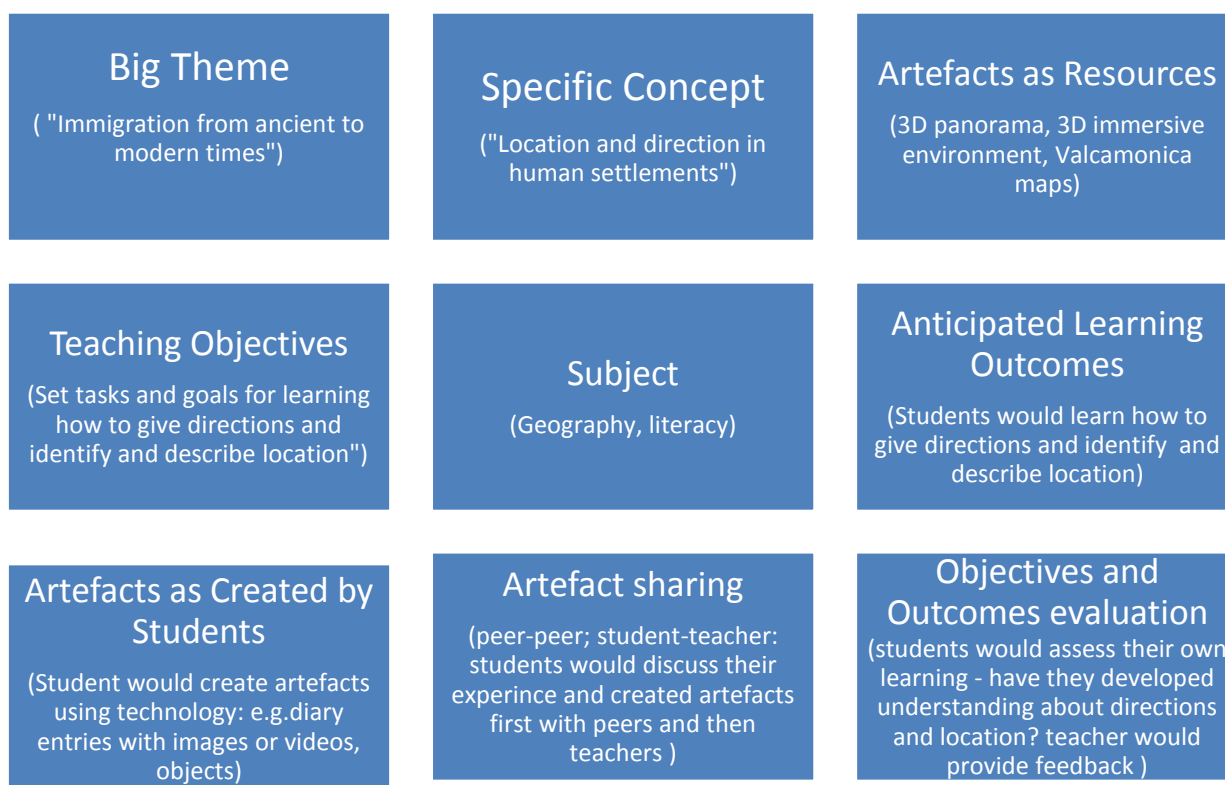 Big Theme
( "Immigration from ancient to
modern times")
Specific Concept
("Location and direction in
human settlements")
Artefacts as Resources
(3D panorama, 3D immersive
environment, Valcamonica
maps)
Teaching Objectives
(Set tasks and goals for learning
how to give directions and
identify and describe location")
Subject
(Geography, literacy)
Anticipated Learning
Outcomes
(Students would learn how to
give directions and identify  and
describe location)
Artefacts as Created by
Students
(Student would create artefacts
using technology: e.g.diary
entries with images or videos,
objects)
Artefact sharing
(peer-peer; student-teacher:
students would discuss their
experince and created artefacts
first with peers and then
teachers )
Objectives and
Outcomes evaluation
(students would assess their own
learning - have they developed
understanding about directions
and location? teacher would
provide feedback )